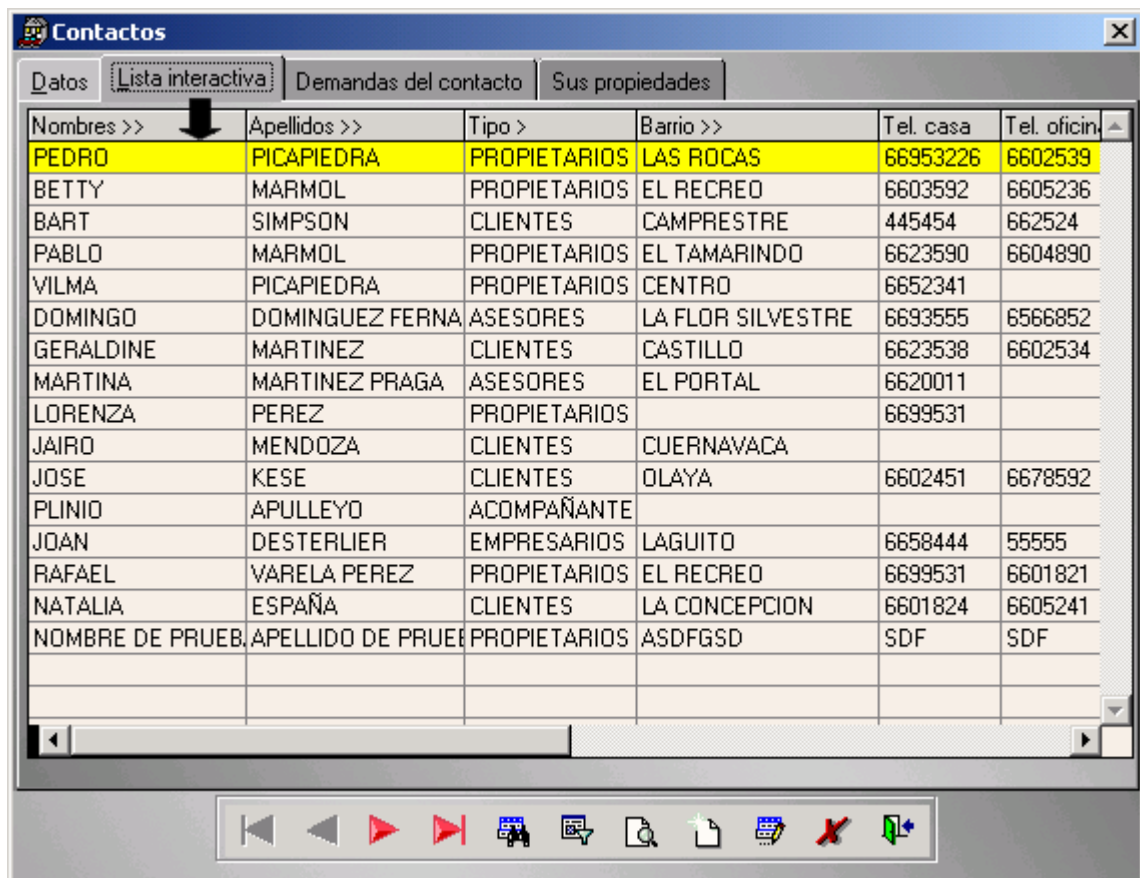 Contactos
Datos Lista interactiva Demandas del contacto Sus propiedades
Nombres >> Apellidos >> Tipo > Barrio >> Tel. casa Tel. oficin
PEDRO PICAPIEDRA PROPIETARIOS LAS ROCAS 66953226 6602539
BETTY MARMOL PROPIETARIOS EL RECREO 6603592 6605236
BART SIMPSON CLIENTES CAMPRESTRE 445454 662524
PABLO MARMOL PROPIETARIOS EL TAMARINDO 6623590 6604890
VILMA PICAPIEDRA PROPIETARIOS CENTRO 6652341
DOMINGO DOMINGUEZ FERNA ASESORES LA FLOR SILVESTRE 6693555 6566852
GERALDINE MARTINEZ CLIENTES CASTILLO 6623538 6602534
MARTINA MARTINEZ PRAGA ASESORES EL PORTAL 6620011
LORENZA PEREZ PROPIETARIOS 6699531
JAIRO MENDOZA CLIENTES CUERNAVACA
JOSE KESE CLIENTES OLAYA 6602451 6678592
PLINIO APULLEYO ACOMPAÑANTE
JOAN DESTERLIER EMPRESARIOS LAGUITO 6658444 55555
RAFAEL VARELA PEREZ PROPIETARIOS EL RECREO 6699531 6601821
NATALIA ESPAÑA CLIENTES LA CONCEPCION 6601824 6605241
NOMBRE DE PRUEB APELLIDO DE PRUE PROPIETARIOS ASDFGSD SDF SDF